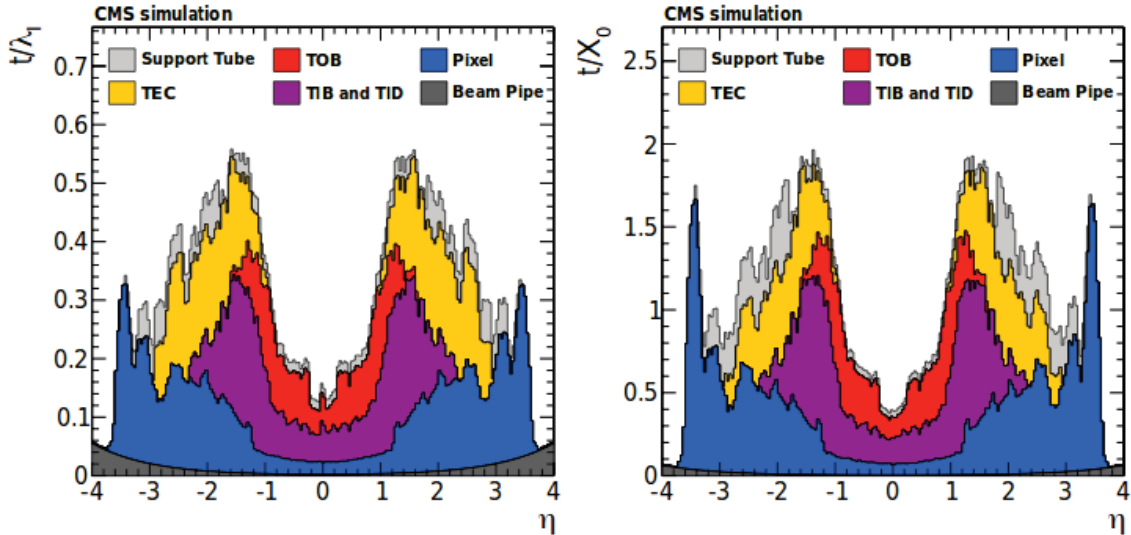 CMS simulation
t/λI
Support Tube TOB Pixel
TEC TIB and TID Beam Pipe
0.7
0.6
0.5
0.4
0.3
0.2
0.1
0
-4 -3 -2 -1 0 1 2 3 4
η
CMS simulation
t/X0
Support Tube TOB Pixel
TEC TIB and TID Beam Pipe
2.5
2
1.5
1
0.5
0
-4 -3 -2 -1 0 1 2 3 4
η